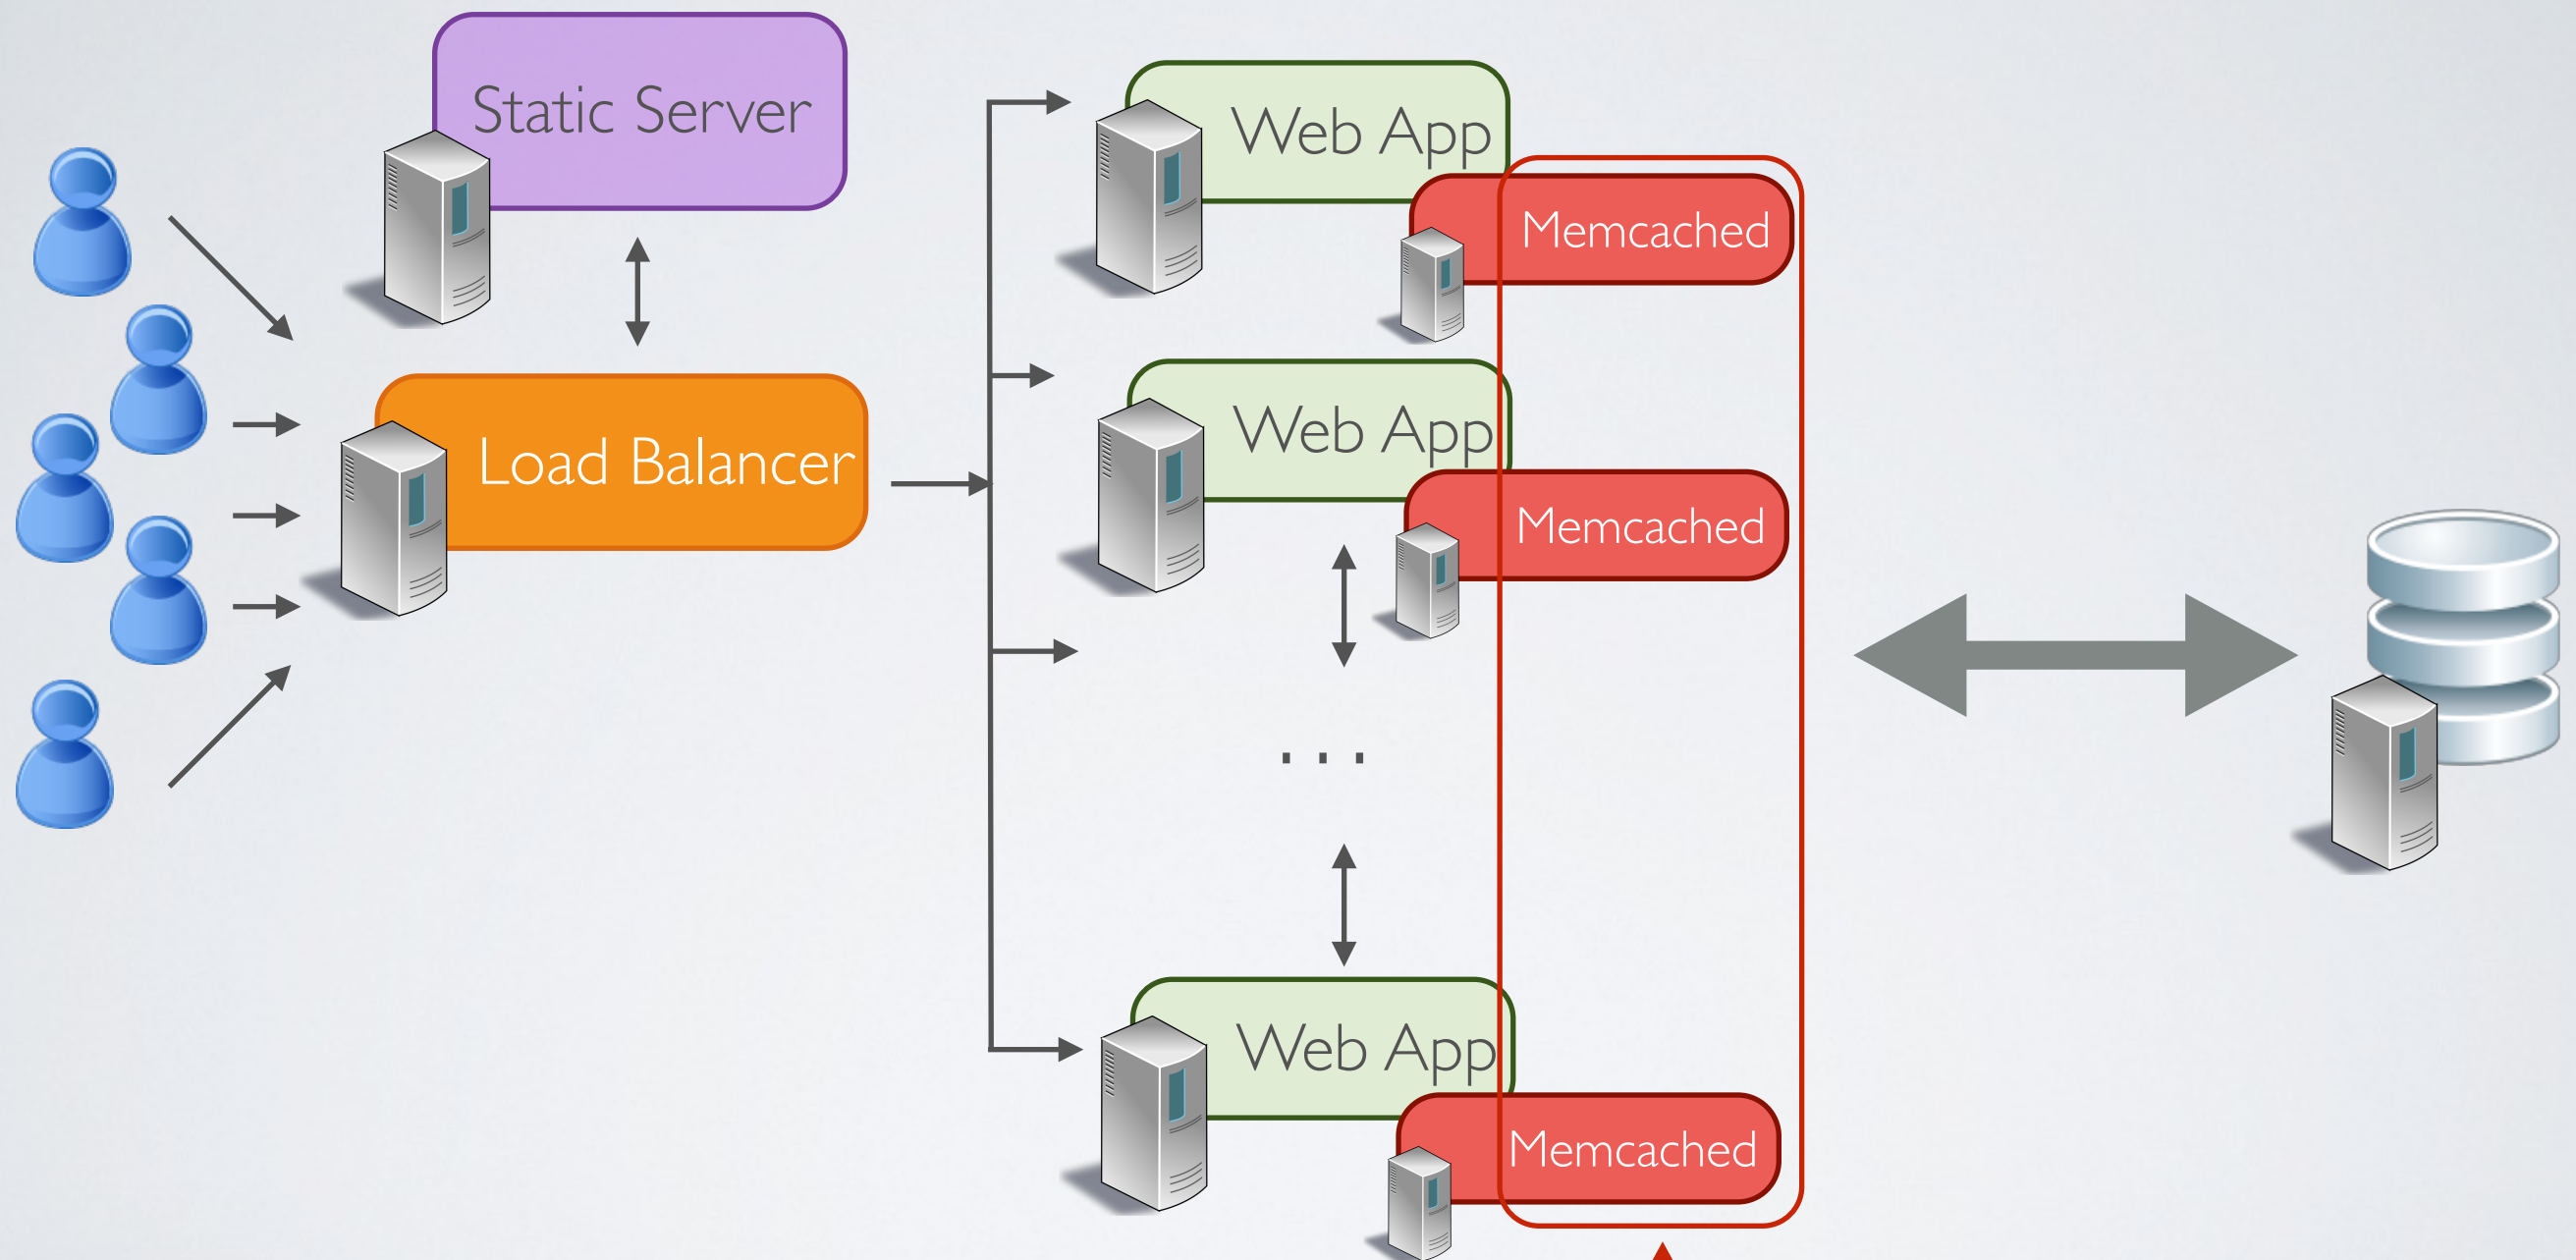 Static Server
Load Balancer
Web App
Memcached
Web App
Memcached
...
Web App
Memcached